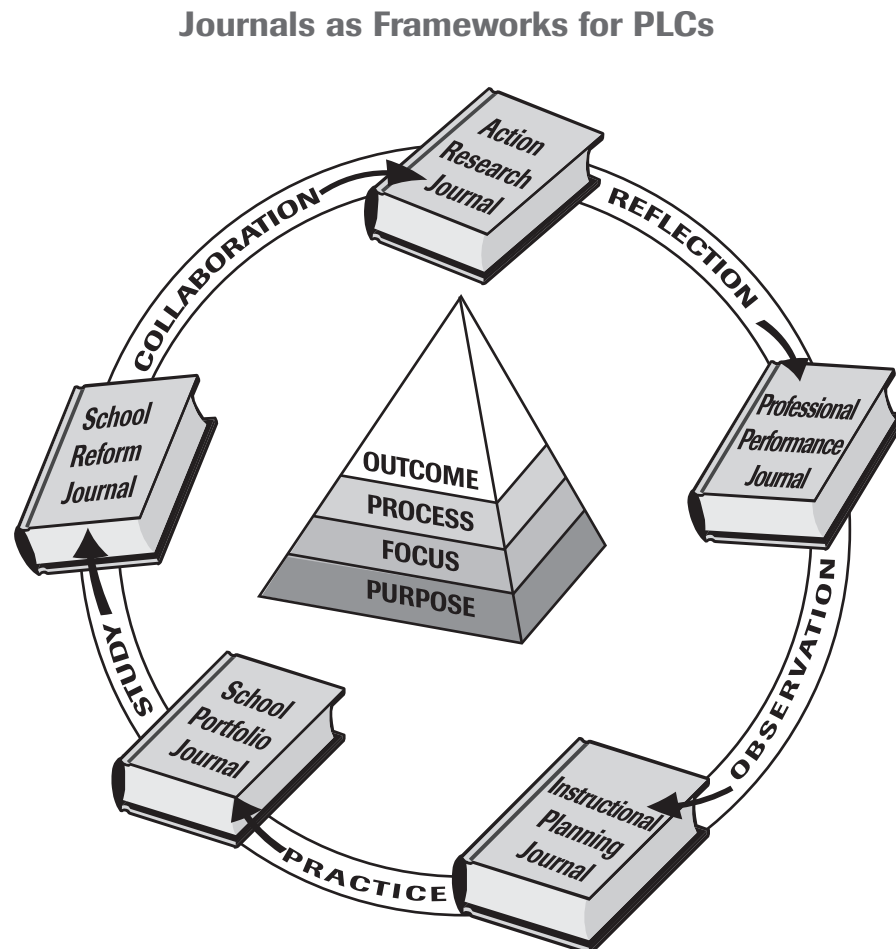 Journals as Frameworks for PLCs
Action
Research
Journal
REFLECTION
Professional
Performance
Journal
OBSERVATION
Instructional
Planning
Journal
PRACTICE
School
Portfolio
Journal
STUDY
School
Reform
Journal
COLLABORATION
OUTCOME
PROCESS
FOCUS
PURPOSE